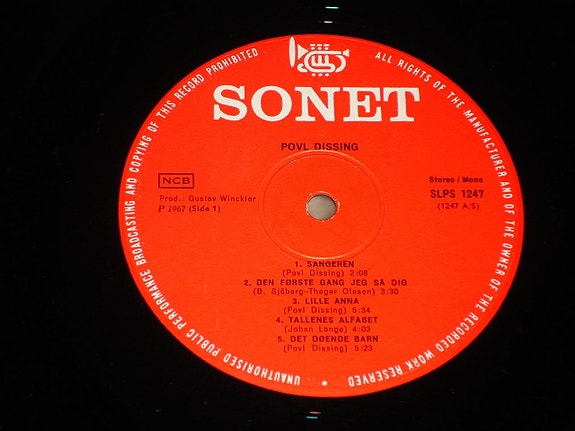 UNAUTHORISED PUBLIC PERFORMANCE BROADCASTING AND COPYING OF THIS RECORD PROHIBITED
ALL RIGHTS OF THE MANUFACTURER AND OF THE OWNER OF THE RECORDED WORK RESERVED
SONET
POVL DISSING
NCB
Prod.: Gustav Winckler
P 1967 (Side 1)
Stereo / Mono
SLPS 1247
(1247 A/S)
1. SANGEREN
(Povl Dissing) 2:08
2. DEN FØRSTE GANG JEG SÅ DIG
(B. Sjöberg-Thøger Olesen) 3:30
3. LILLE ANNA
(Povl Dissing) 6:34
4. TALLENES ALFABET
(Johan Lange) 4:03
5. DET DØENDE BARN
(Povl Dissing) 5:23